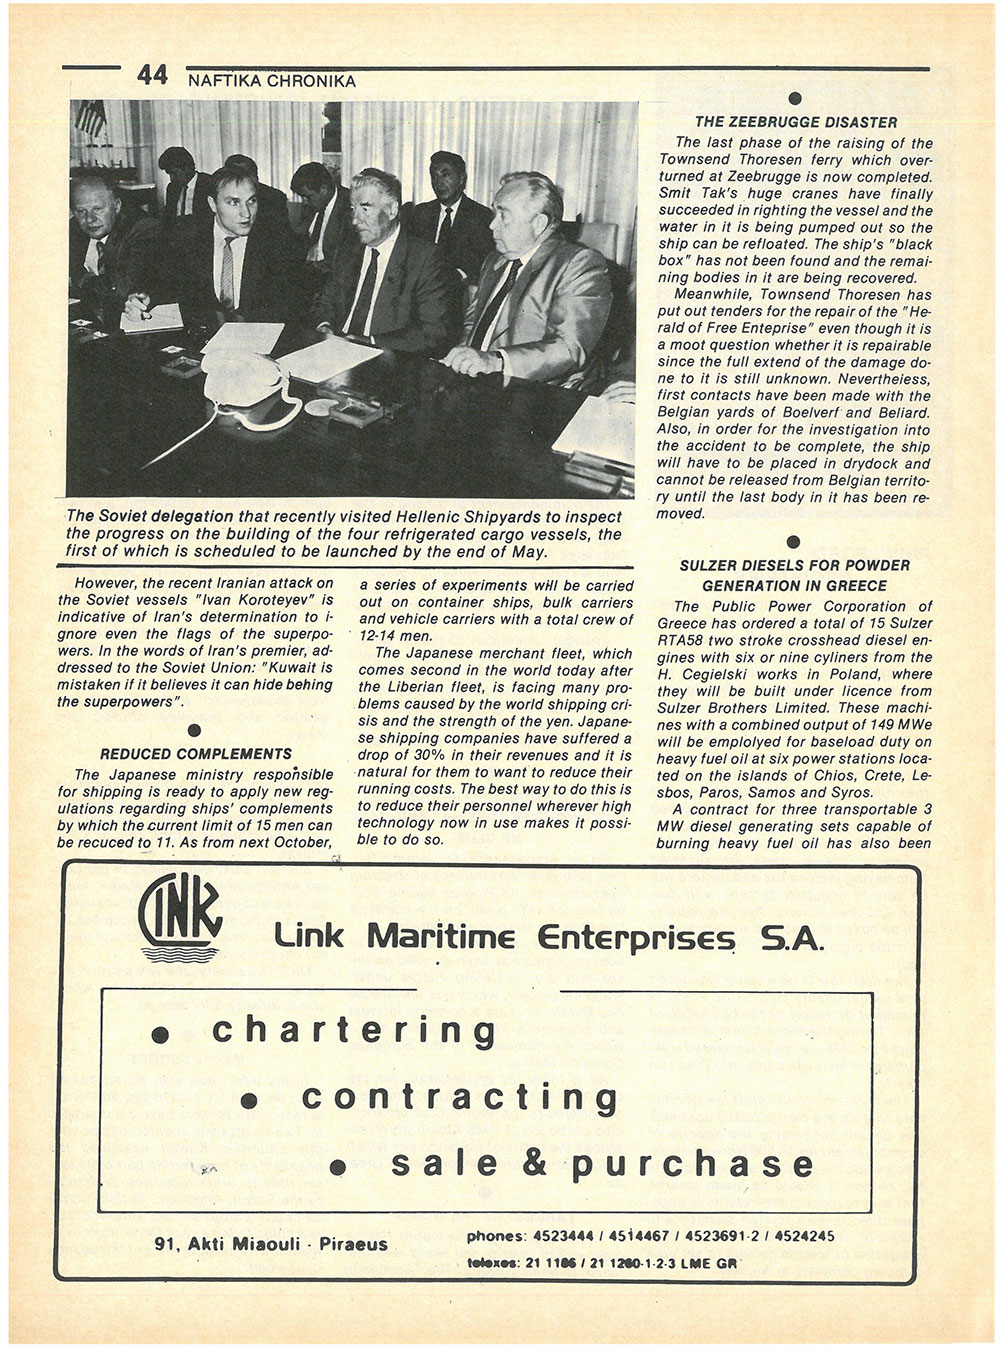 44
NAFTIKA CHRONIKA
The Soviet delegation that recently visited Hellenic Shipyards to inspect
the progress on the building of the four refrigerated cargo vessels, the
first of which is scheduled to be launched by the end of May.
However, the recent Iranian attack on
the Soviet vessels "Ivan Koroteyev" is
indicative of Iran's determination to i-
gnore even the flags of the superpo-
wers. In the words of Iran's premier, ad-
dressed to the Soviet Union: "Kuwait is
mistaken if it believes it can hide behing
the superpowers".
REDUCED COMPLEMENTS
The Japanese ministry responsible
for shipping is ready to apply new reg-
ulations regarding ships' complements
by which the current limit of 15 men can
be recuced to 11. As from next October,
a series of experiments will be carried
out on container ships, bulk carriers
and vehicle carriers with a total crew of
12-14 men.
The Japanese merchant fleet, which
comes second in the world today after
the Liberian fleet, is facing many pro-
blems caused by the world shipping cri-
sis and the strength of the yen. Japane-
se shipping companies have suffered a
drop of 30% in their revenues and it is
natural for them to want to reduce their
running costs. The best way to do this is
to reduce their personnel wherever high
technology now in use makes it possi-
ble to do so.
THE ZEEBRUGGE DISASTER
The last phase of the raising of the
Townsend Thoresen ferry which over-
turned at Zeebrugge is now completed.
Smit Tak's huge cranes have finally
succeeded in righting the vessel and the
water in it is being pumped out so the
ship can be refloated. The ship's "black
box" has not been found and the remai-
ning bodies in it are being recovered.
Meanwhile, Townsend Thoresen has
put out tenders for the repair of the "He-
rald of Free Enteprise" even though it is
a moot question whether it is repairable
since the full extend of the damage do-
ne to it is still unknown. Nevertheiess,
first contacts have been made with the
Belgian yards of Boelverf and Beliard.
Also, in order for the investigation into
the accident to be complete, the ship
will have to be placed in drydock and
cannot be released from Belgian territo-
ry until the last body in it has been re-
moved.
SULZER DIESELS FOR POWDER
GENERATION IN GREECE
The Public Power Corporation of
Greece has ordered a total of 15 Sulzer
RTA58 two stroke crosshead diesel en-
gines with six or nine cyliners from the
H. Cegielski works in Poland, where
they will be built under licence from
Sulzer Brothers Limited. These machi-
nes with a combined output of 149 MWe
will be emplolyed for baseload duty on
heavy fuel oil at six power stations loca-
ted on the islands of Chios, Crete, Le-
sbos, Paros, Samos and Syros.
A contract for three transportable 3
MW diesel generating sets capable of
burning heavy fuel oil has also been
LINK
Link Maritime Enterprises S.A.
● chartering
● contracting
● sale & purchase
91, Akti Miaouli - Piraeus
phones: 4523444 / 4514467 / 4523691-2 / 4524245
telexes: 21 1186 / 21 1260-1-2-3 LME GR